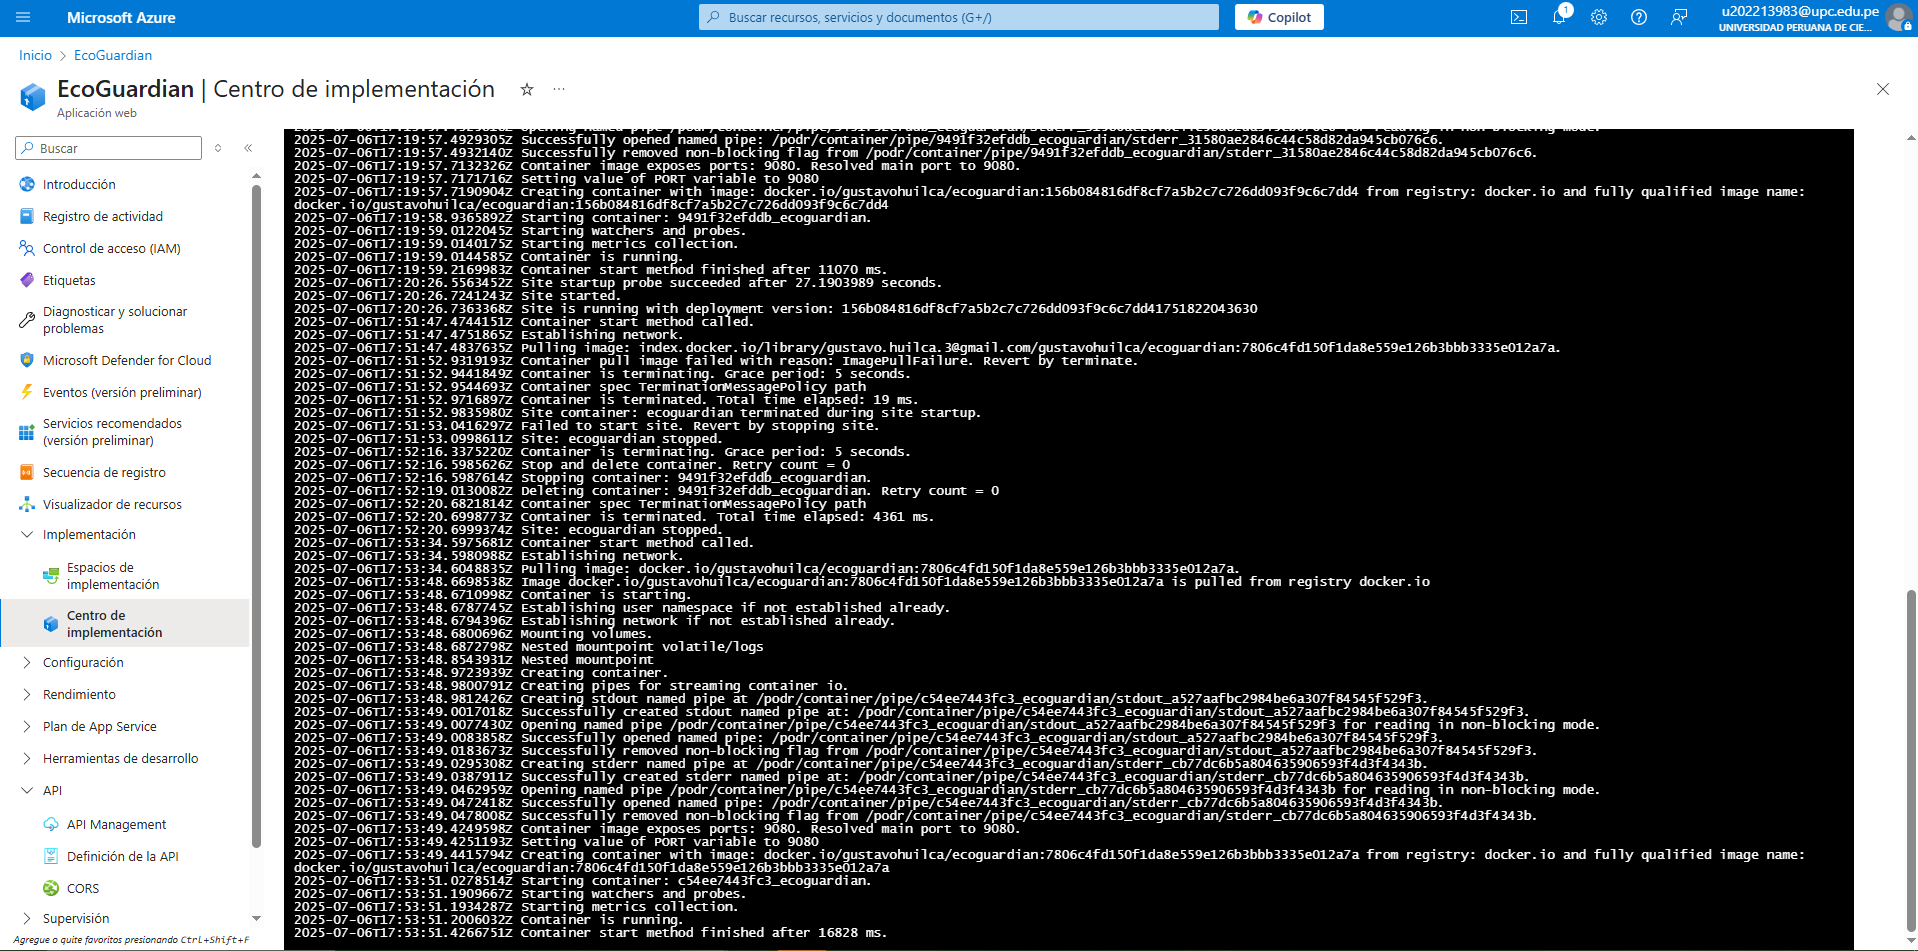 Microsoft Azure
Buscar recursos, servicios y documentos (G+/)
Copilot
1
u202213983@upc.edu.pe
UNIVERSIDAD PERUANA DE CIE...
Inicio > EcoGuardian
EcoGuardian | Centro de implementación
Aplicación web
Buscar
Introducción
Registro de actividad
Control de acceso (IAM)
Etiquetas
Diagnosticar y solucionar
problemas
Microsoft Defender for Cloud
Eventos (versión preliminar)
Servicios recomendados
(versión preliminar)
Secuencia de registro
Visualizador de recursos
Implementación
Espacios de
implementación
Centro de
implementación
Configuración
Rendimiento
Plan de App Service
Herramientas de desarrollo
API
API Management
Definición de la API
CORS
Supervisión
Agregue o quite favoritos presionando Ctrl+Shift+F
2025-07-06T17:19:57.4929305Z Successfully opened named pipe: /podr/container/pipe/9491f32efddb_ecoguardian/stderr_31580ae2846c44c58d82da945cb076c6.
2025-07-06T17:19:57.4932140Z Successfully removed non-blocking flag from /podr/container/pipe/9491f32efddb_ecoguardian/stderr_31580ae2846c44c58d82da945cb076c6.
2025-07-06T17:19:57.7132326Z Container image exposes ports: 9080. Resolved main port to 9080.
2025-07-06T17:19:57.7171716Z Setting value of PORT variable to 9080
2025-07-06T17:19:57.7190904Z Creating container with image: docker.io/gustavohuilca/ecoguardian:156b084816df8cf7a5b2c7c726dd093f9c6c7dd4 from registry: docker.io and fully qualified image name:
docker.io/gustavohuilca/ecoguardian:156b084816df8cf7a5b2c7c726dd093f9c6c7dd4
2025-07-06T17:19:58.9365892Z Starting container: 9491f32efddb_ecoguardian.
2025-07-06T17:19:59.0122045Z Starting watchers and probes.
2025-07-06T17:19:59.0140175Z Starting metrics collection.
2025-07-06T17:19:59.0144585Z Container is running.
2025-07-06T17:19:59.2169983Z Container start method finished after 11070 ms.
2025-07-06T17:20:26.5563452Z Site startup probe succeeded after 27.1903989 seconds.
2025-07-06T17:20:26.7241243Z Site started.
2025-07-06T17:20:26.7363368Z Site is running with deployment version: 156b084816df8cf7a5b2c7c726dd093f9c6c7dd41751822043630
2025-07-06T17:51:47.4744151Z Container start method called.
2025-07-06T17:51:47.4751865Z Establishing network.
2025-07-06T17:51:47.4837635Z Pulling image: index.docker.io/library/gustavo.huilca.3@gmail.com/gustavohuilca/ecoguardian:7806c4fd150f1da8e559e126b3bbb3335e012a7a.
2025-07-06T17:51:52.9319193Z Container pull image failed with reason: ImagePullFailure. Revert by terminate.
2025-07-06T17:51:52.9441849Z Container is terminating. Grace period: 5 seconds.
2025-07-06T17:51:52.9544693Z Container spec TerminationMessagePolicy path
2025-07-06T17:51:52.9716897Z Container is terminated. Total time elapsed: 19 ms.
2025-07-06T17:51:52.9835980Z Site container: ecoguardian terminated during site startup.
2025-07-06T17:51:53.0416297Z Failed to start site. Revert by stopping site.
2025-07-06T17:51:53.0998611Z Site: ecoguardian stopped.
2025-07-06T17:52:16.3375220Z Container is terminating. Grace period: 5 seconds.
2025-07-06T17:52:16.5985626Z Stop and delete container. Retry count = 0
2025-07-06T17:52:16.5987614Z Stopping container: 9491f32efddb_ecoguardian.
2025-07-06T17:52:19.0130082Z Deleting container: 9491f32efddb_ecoguardian. Retry count = 0
2025-07-06T17:52:20.6821814Z Container spec TerminationMessagePolicy path
2025-07-06T17:52:20.6998773Z Container is terminated. Total time elapsed: 4361 ms.
2025-07-06T17:52:20.6999374Z Site: ecoguardian stopped.
2025-07-06T17:53:34.5975681Z Container start method called.
2025-07-06T17:53:34.5980988Z Establishing network.
2025-07-06T17:53:34.6048835Z Pulling image: docker.io/gustavohuilca/ecoguardian:7806c4fd150f1da8e559e126b3bbb3335e012a7a.
2025-07-06T17:53:48.6698538Z Image docker.io/gustavohuilca/ecoguardian:7806c4fd150f1da8e559e126b3bbb3335e012a7a is pulled from registry docker.io
2025-07-06T17:53:48.6710998Z Container is starting.
2025-07-06T17:53:48.6787745Z Establishing user namespace if not established already.
2025-07-06T17:53:48.6794396Z Establishing network if not established already.
2025-07-06T17:53:48.6800696Z Mounting volumes.
2025-07-06T17:53:48.6872798Z Nested mountpoint volatile/logs
2025-07-06T17:53:48.8543931Z Nested mountpoint
2025-07-06T17:53:48.9723939Z Creating container.
2025-07-06T17:53:48.9800791Z Creating pipes for streaming container io.
2025-07-06T17:53:48.9812426Z Creating stdout named pipe at /podr/container/pipe/c54ee7443fc3_ecoguardian/stdout_a527aafbc2984be6a307f84545f529f3.
2025-07-06T17:53:49.0017018Z Successfully created stdout named pipe at: /podr/container/pipe/c54ee7443fc3_ecoguardian/stdout_a527aafbc2984be6a307f84545f529f3.
2025-07-06T17:53:49.0077430Z Opening named pipe /podr/container/pipe/c54ee7443fc3_ecoguardian/stdout_a527aafbc2984be6a307f84545f529f3 for reading in non-blocking mode.
2025-07-06T17:53:49.0083858Z Successfully opened named pipe: /podr/container/pipe/c54ee7443fc3_ecoguardian/stdout_a527aafbc2984be6a307f84545f529f3.
2025-07-06T17:53:49.0183673Z Successfully removed non-blocking flag from /podr/container/pipe/c54ee7443fc3_ecoguardian/stdout_a527aafbc2984be6a307f84545f529f3.
2025-07-06T17:53:49.0295308Z Creating stderr named pipe at /podr/container/pipe/c54ee7443fc3_ecoguardian/stderr_cb77dc6b5a804635906593f4d3f4343b.
2025-07-06T17:53:49.0387911Z Successfully created stderr named pipe at: /podr/container/pipe/c54ee7443fc3_ecoguardian/stderr_cb77dc6b5a804635906593f4d3f4343b.
2025-07-06T17:53:49.0462959Z Opening named pipe /podr/container/pipe/c54ee7443fc3_ecoguardian/stderr_cb77dc6b5a804635906593f4d3f4343b for reading in non-blocking mode.
2025-07-06T17:53:49.0472418Z Successfully opened named pipe: /podr/container/pipe/c54ee7443fc3_ecoguardian/stderr_cb77dc6b5a804635906593f4d3f4343b.
2025-07-06T17:53:49.0478008Z Successfully removed non-blocking flag from /podr/container/pipe/c54ee7443fc3_ecoguardian/stderr_cb77dc6b5a804635906593f4d3f4343b.
2025-07-06T17:53:49.4249598Z Container image exposes ports: 9080. Resolved main port to 9080.
2025-07-06T17:53:49.4251193Z Setting value of PORT variable to 9080
2025-07-06T17:53:49.4415794Z Creating container with image: docker.io/gustavohuilca/ecoguardian:7806c4fd150f1da8e559e126b3bbb3335e012a7a from registry: docker.io and fully qualified image name:
docker.io/gustavohuilca/ecoguardian:7806c4fd150f1da8e559e126b3bbb3335e012a7a
2025-07-06T17:53:51.0278514Z Starting container: c54ee7443fc3_ecoguardian.
2025-07-06T17:53:51.1909667Z Starting watchers and probes.
2025-07-06T17:53:51.1934287Z Starting metrics collection.
2025-07-06T17:53:51.2006032Z Container is running.
2025-07-06T17:53:51.4266751Z Container start method finished after 16828 ms.